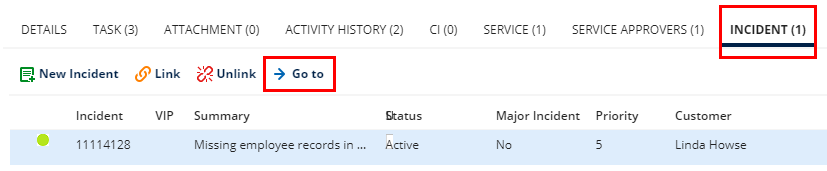 DETAILS TASK (3) ATTACHMENT (0) ACTIVITY HISTORY (2) CI (0) SERVICE (1) SERVICE APPROVERS (1) INCIDENT (1)
New Incident Link Unlink Go to
Incident VIP Summary Status Major Incident Priority Customer
11114128 Missing employee records in ... Active No 5 Linda Howse